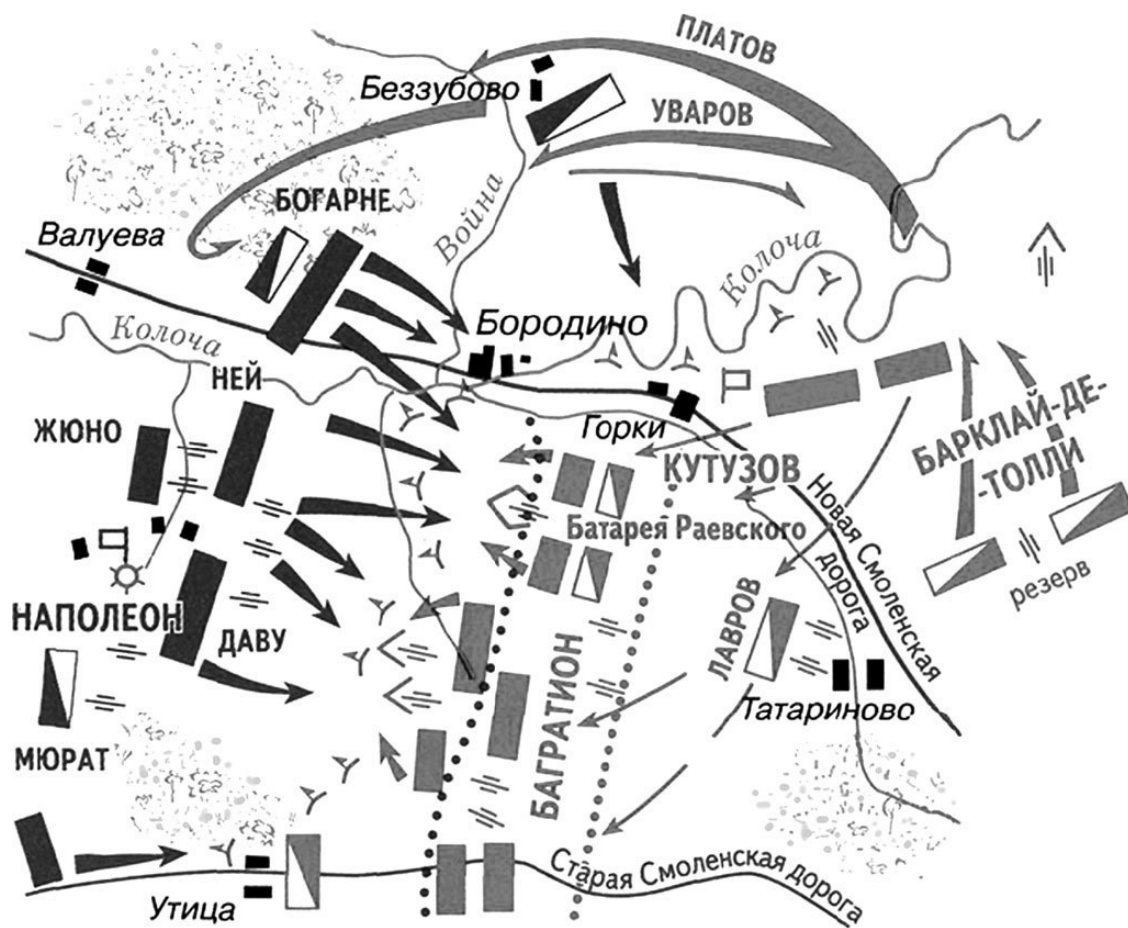 ПЛАТОВ
Беззубово
УВАРОВ
БОГАРНЕ
Война
Валуева
Колоча
Колоча
Бородино
НЕЙ
ЖЮНО
Горки
БАРКЛАЙ-ДЕ-
-ТОЛЛИ
КУТУЗОВ
Батарея Раевского
Новая Смоленская
дорога
резерв
НАПОЛЕОН
ДАВУ
ЛАВРОВ
БАГРАТИОН
Татариново
МЮРАТ
Утица
Старая Смоленская дорога